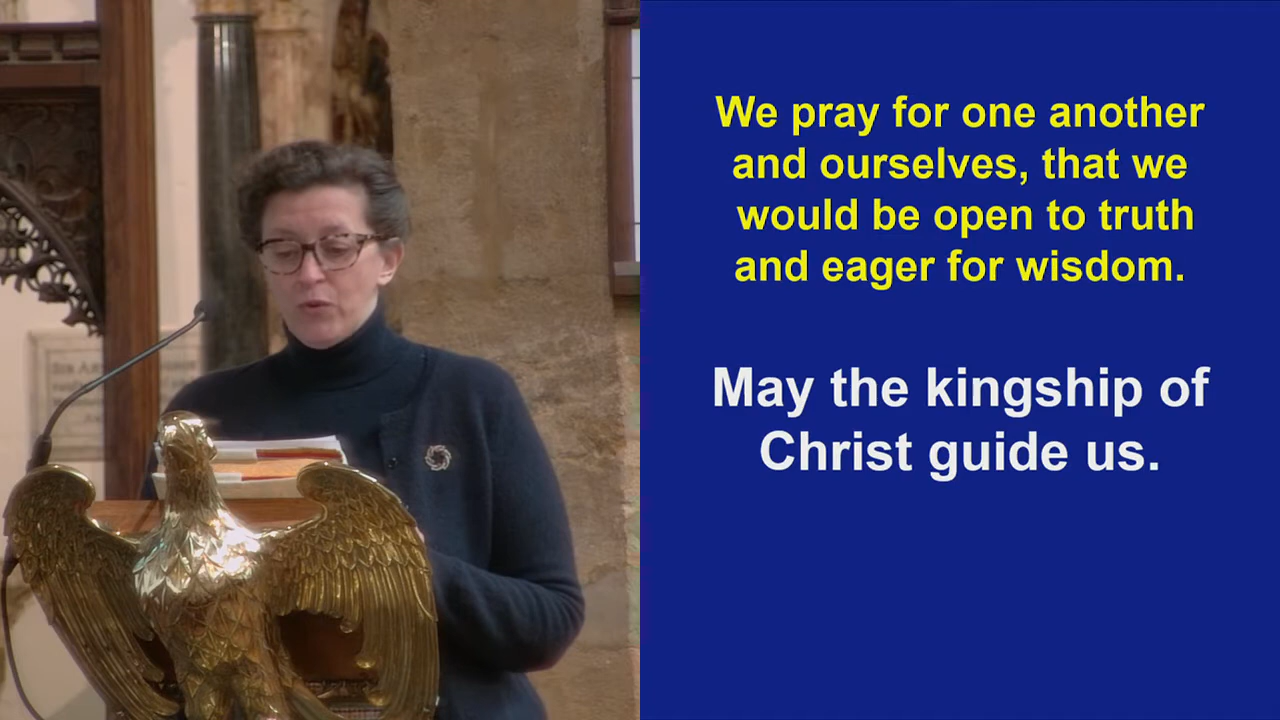 We pray for one another
and ourselves, that we
would be open to truth
and eager for wisdom.
May the kingship of
Christ guide us.